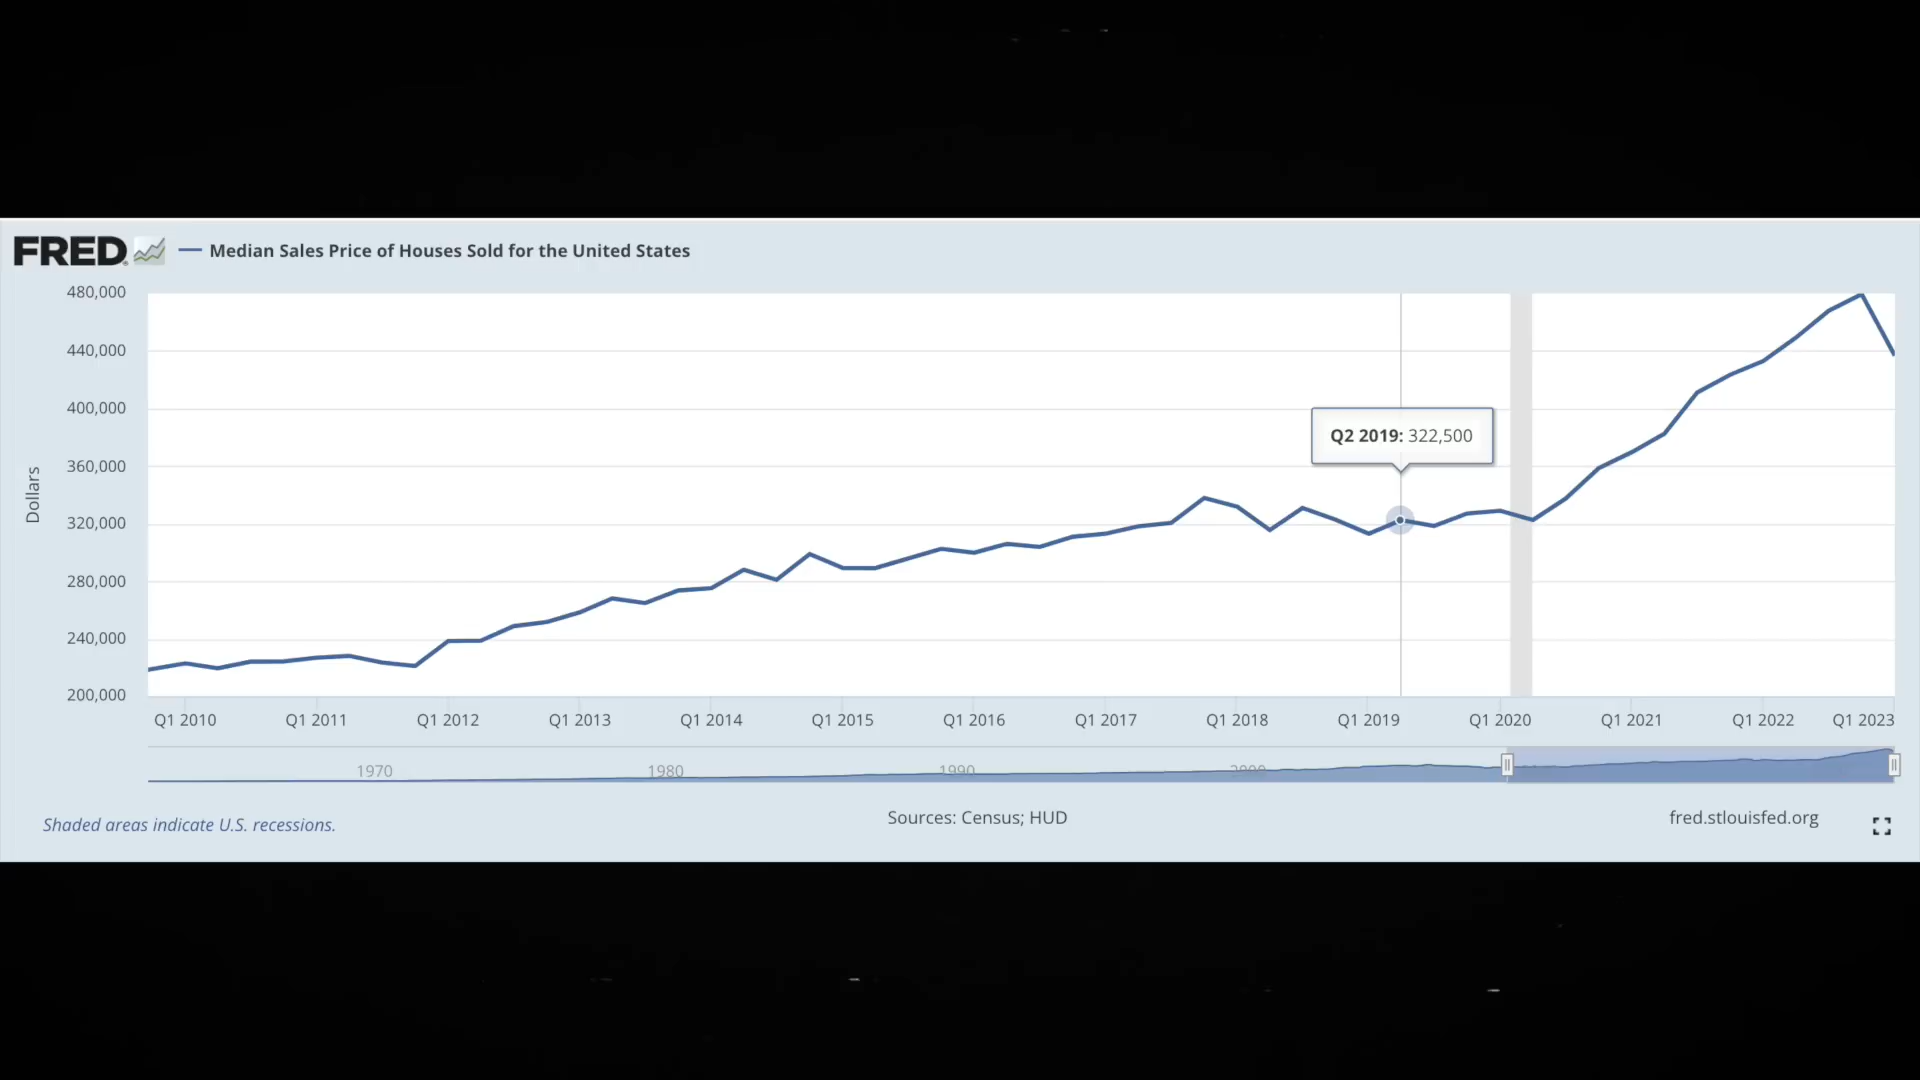 FRED
Median Sales Price of Houses Sold for the United States
480,000
440,000
400,000
360,000
320,000
280,000
240,000
200,000
Dollars
Q2 2019: 322,500
Q1 2010 Q1 2011 Q1 2012 Q1 2013 Q1 2014 Q1 2015 Q1 2016 Q1 2017 Q1 2018 Q1 2019 Q1 2020 Q1 2021 Q1 2022 Q1 2023
1970 1980 1990 2000
Shaded areas indicate U.S. recessions.
Sources: Census; HUD
fred.stlouisfed.org